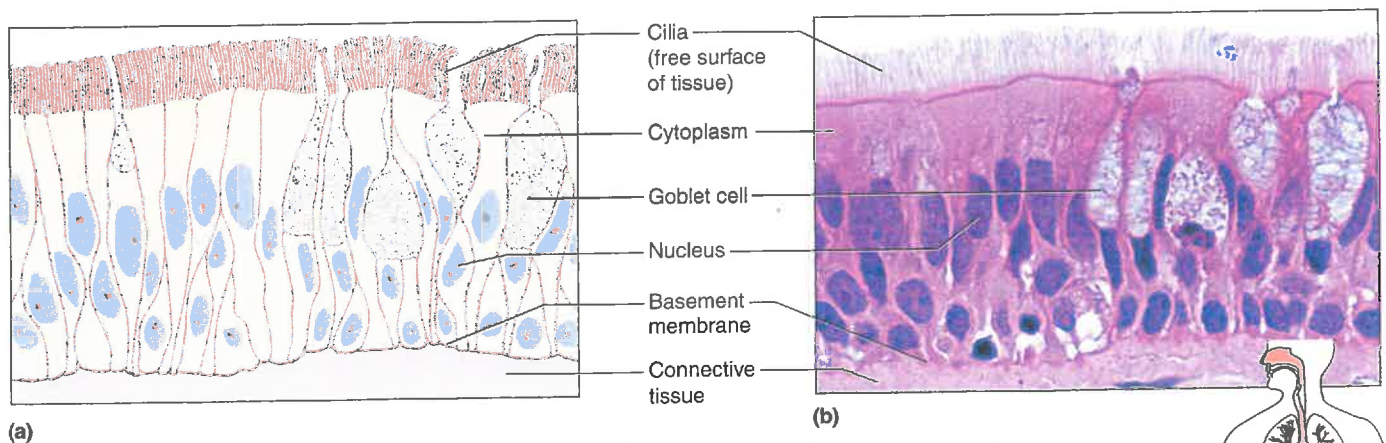 Cilia
(free surface
of tissue)
Cytoplasm
Goblet cell
Nucleus
Basement
membrane
Connective
tissue
(a)
(b)